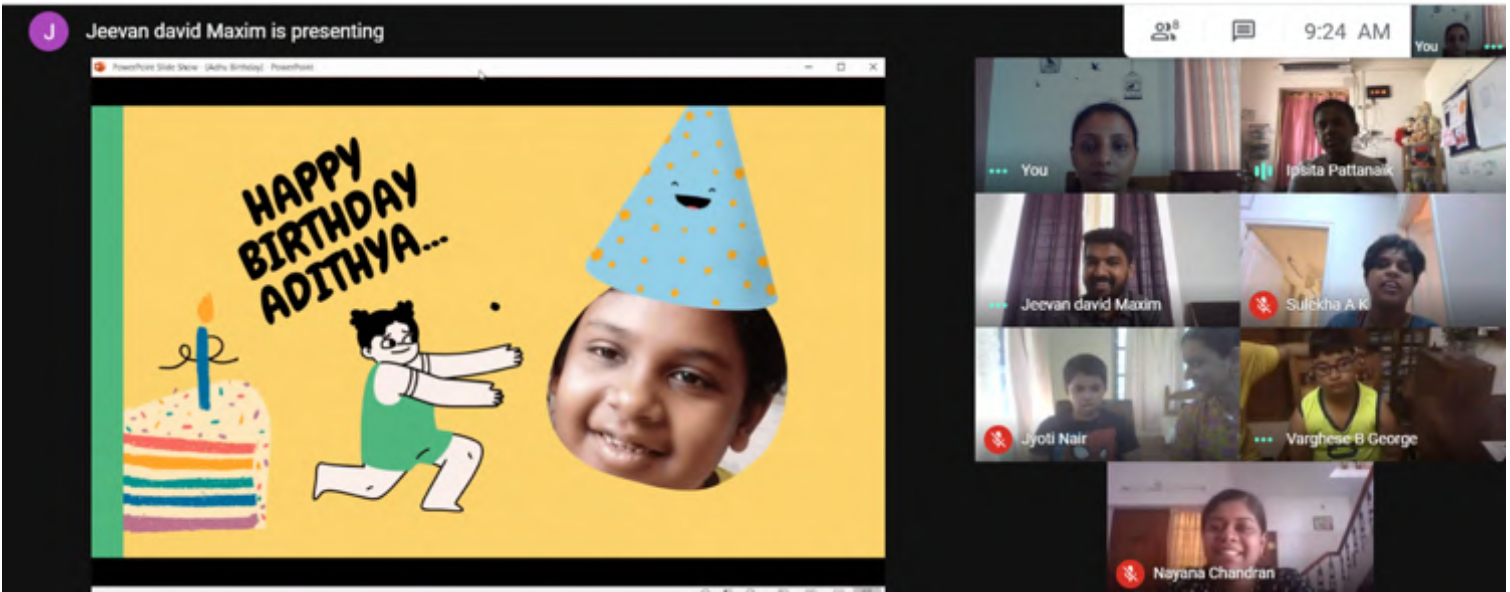 J
Jeevan david Maxim is presenting
8
9:24 AM
You
PowerPoint Slide Show - [Adhu Birthday] - PowerPoint
HAPPY
BIRTHDAY
ADITHYA...
You
Ipsita Pattanaik
Jeevan david Maxim
Sulekha A K
Jyoti Nair
Varghese B George
Nayana Chandran